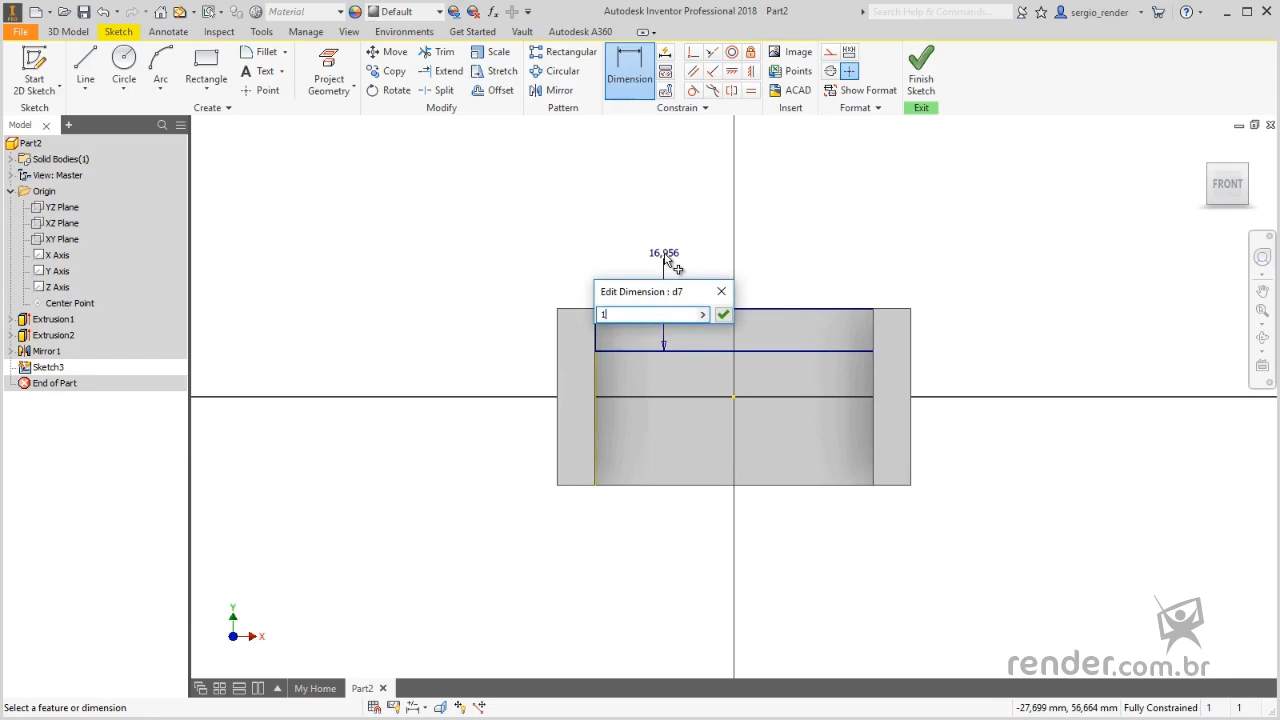 Material
Default
Autodesk Inventor Professional 2018 Part2
Search Help & Commands...
sergio_render
File
3D Model
Sketch
Annotate
Inspect
Tools
Manage
View
Environments
Get Started
Vault
Autodesk A360
Start
2D Sketch
Line
Circle
Arc
Rectangle
Fillet
Text
Point
Project
Geometry
Move
Copy
Rotate
Trim
Extend
Split
Scale
Stretch
Offset
Rectangular
Circular
Mirror
Dimension
Image
Points
ACAD
Show Format
Finish
Sketch
Sketch
Create
Modify
Pattern
Constrain
Insert
Format
Exit
Model
Part2
Solid Bodies(1)
View: Master
Origin
YZ Plane
XZ Plane
XY Plane
X Axis
Y Axis
Z Axis
Center Point
Extrusion1
Extrusion2
Mirror1
Sketch3
End of Part
FRONT
16,956
Edit Dimension : d7
1
Y
X
render.com.br
My Home
Part2
Select a feature or dimension
-27,699 mm, 56,664 mm
Fully Constrained
1
1